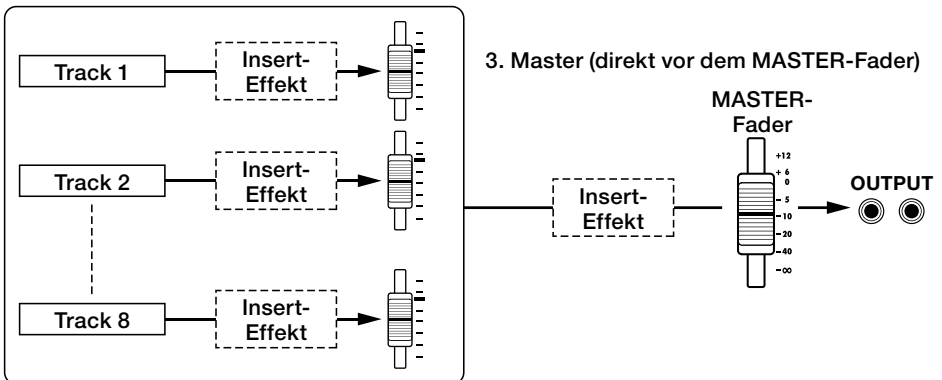 Track 1
Insert-
Effekt
Track 2
Insert-
Effekt
Track 8
Insert-
Effekt
3. Master (direkt vor dem MASTER-Fader)
Insert-
Effekt
MASTER-
Fader
+12
+ 6
0
- 5
-10
-20
-40
-∞
OUTPUT